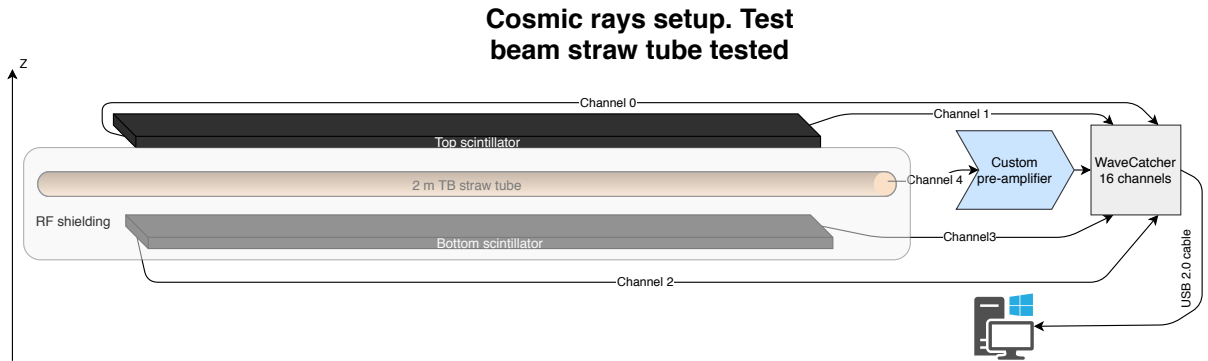 Cosmic rays setup. Test
beam straw tube tested
Z
Channel 0
Channel 1
Top scintillator
Custom
pre-amplifier
WaveCatcher
16 channels
2 m TB straw tube
Channel 4
RF shielding
Bottom scintillator
Channel3
Channel 2
USB 2.0 cable